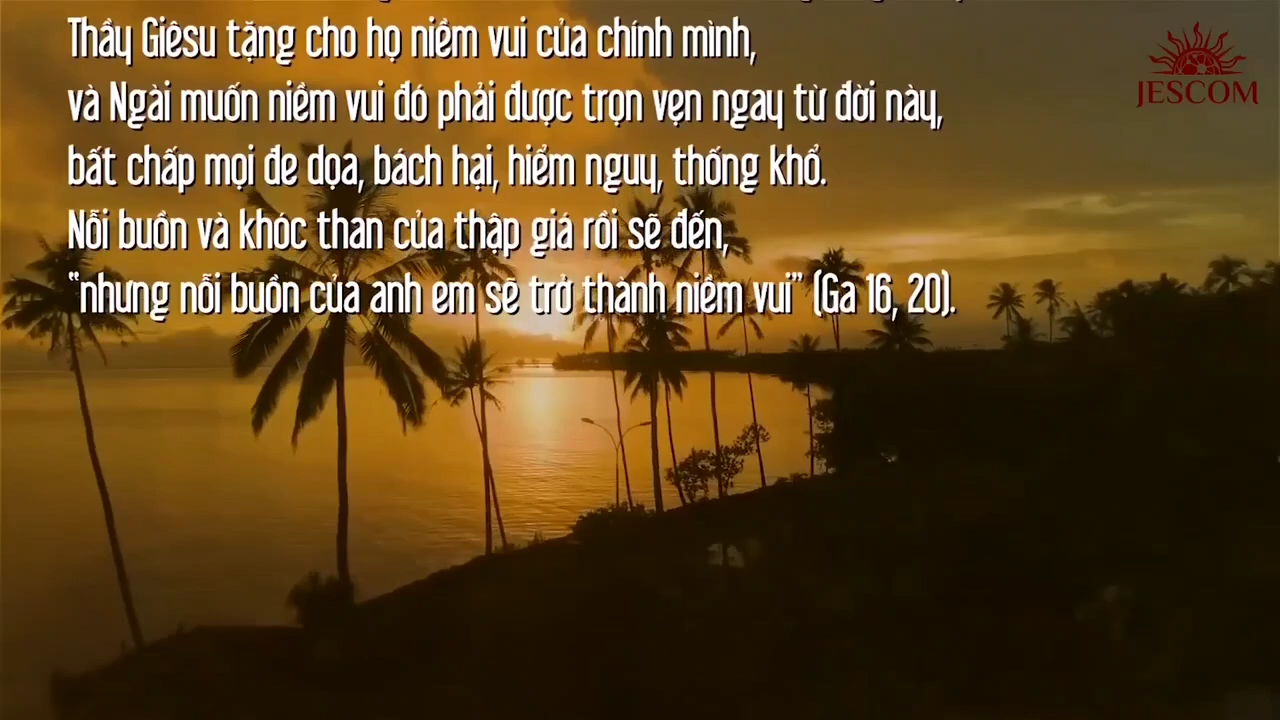 Thầy Giêsu tặng cho họ niềm vui của chính mình,
và Ngài muốn niềm vui đó phải được trọn vẹn ngay từ đời này,
bất chấp mọi đe dọa, bách hại, hiểm nguy, thống khổ.
Nỗi buồn và khóc than của thập giá rồi sẽ đến,
“nhưng nỗi buồn của anh em sẽ trở thành niềm vui” (Ga 16, 20).
JESCOM